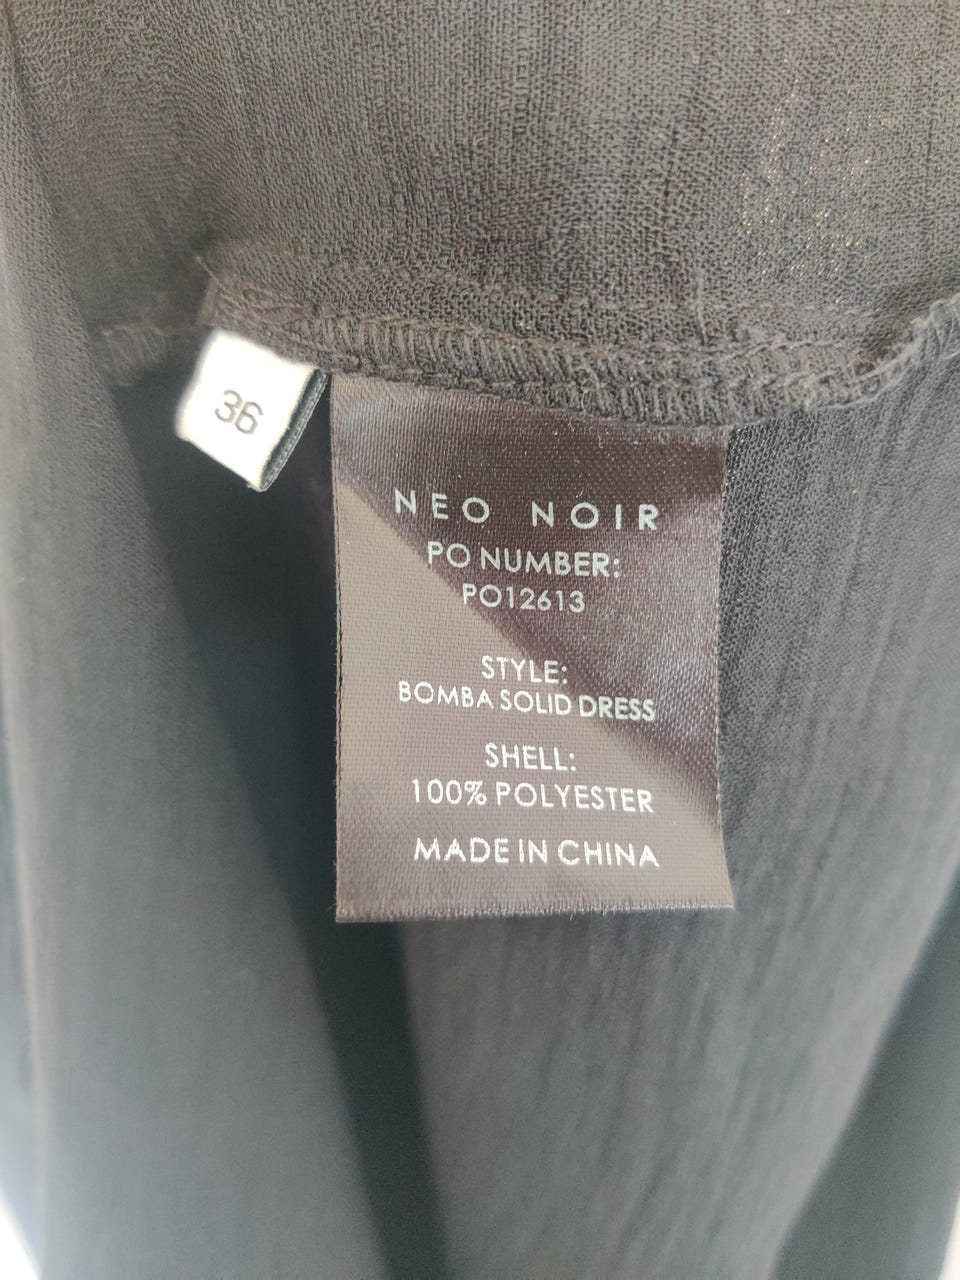 36
NEO NOIR
PO NUMBER:
PO12613
STYLE:
BOMBA SOLID DRESS
SHELL:
100% POLYESTER
MADE IN CHINA